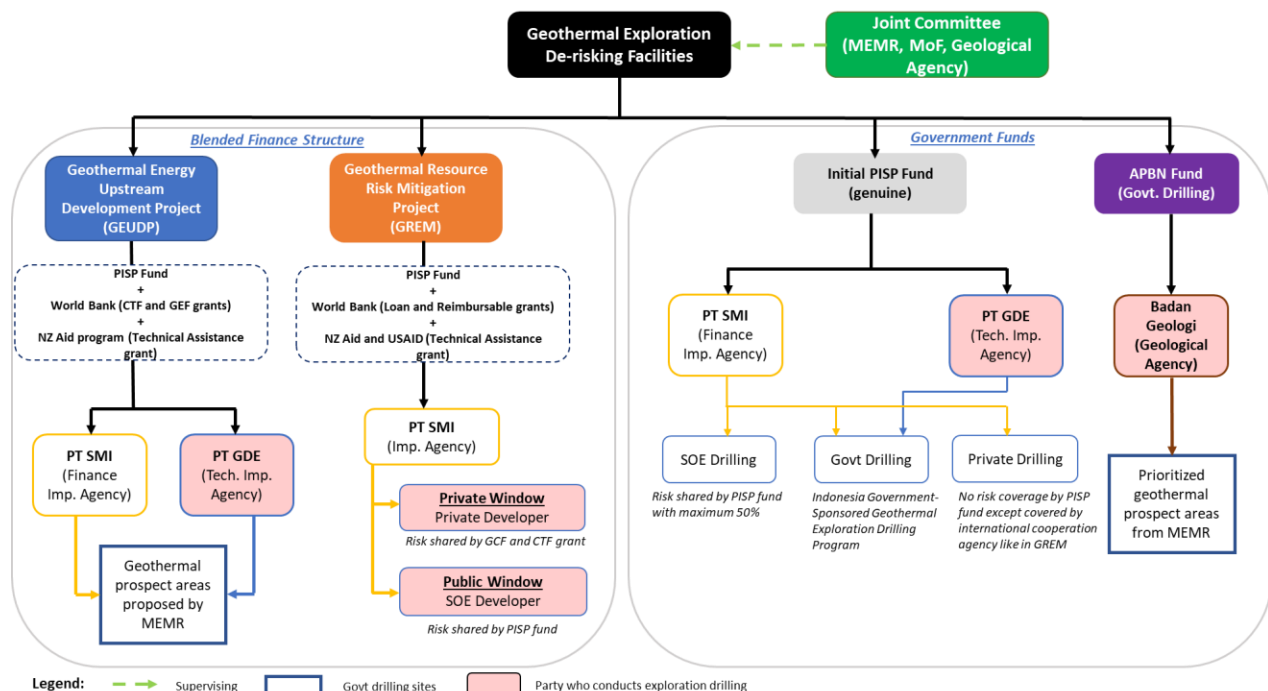 Geothermal Exploration
De-risking Facilities
Joint Committee
(MEMR, MoF, Geological
Agency)
Blended Finance Structure
Government Funds
Geothermal Energy
Upstream
Development Project
(GEUDP)
Geothermal Resource
Risk Mitigation
Project
(GREM)
Initial PISP Fund
(genuine)
APBN Fund
(Govt. Drilling)
PISP Fund
+
World Bank (CTF and GEF grants)
+
NZ Aid program (Technical Assistance
grant)
PISP Fund
+
World Bank (Loan and Reimbursable grants)
+
NZ Aid and USAID (Technical Assistance
grant)
PT SMI
(Finance
Imp. Agency)
PT GDE
(Tech. Imp.
Agency)
Badan
Geologi
(Geological
Agency)
PT SMI
(Finance
Imp. Agency)
PT GDE
(Tech. Imp.
Agency)
PT SMI
(Imp. Agency)
SOE Drilling
Govt Drilling
Private Drilling
Risk shared by PISP fund
with maximum 50%
Indonesia Government-
Sponsored Geothermal
Exploration Drilling
Program
No risk coverage by PISP
fund except covered by
international cooperation
agency like in GREM
Prioritized
geothermal
prospect areas
from MEMR
Private Window
Private Developer
Risk shared by GCF and CTF grant
Geothermal
prospect areas
proposed by
MEMR
Public Window
SOE Developer
Risk shared by PISP fund
Legend:
Supervising
Govt drilling sites
Party who conducts exploration drilling